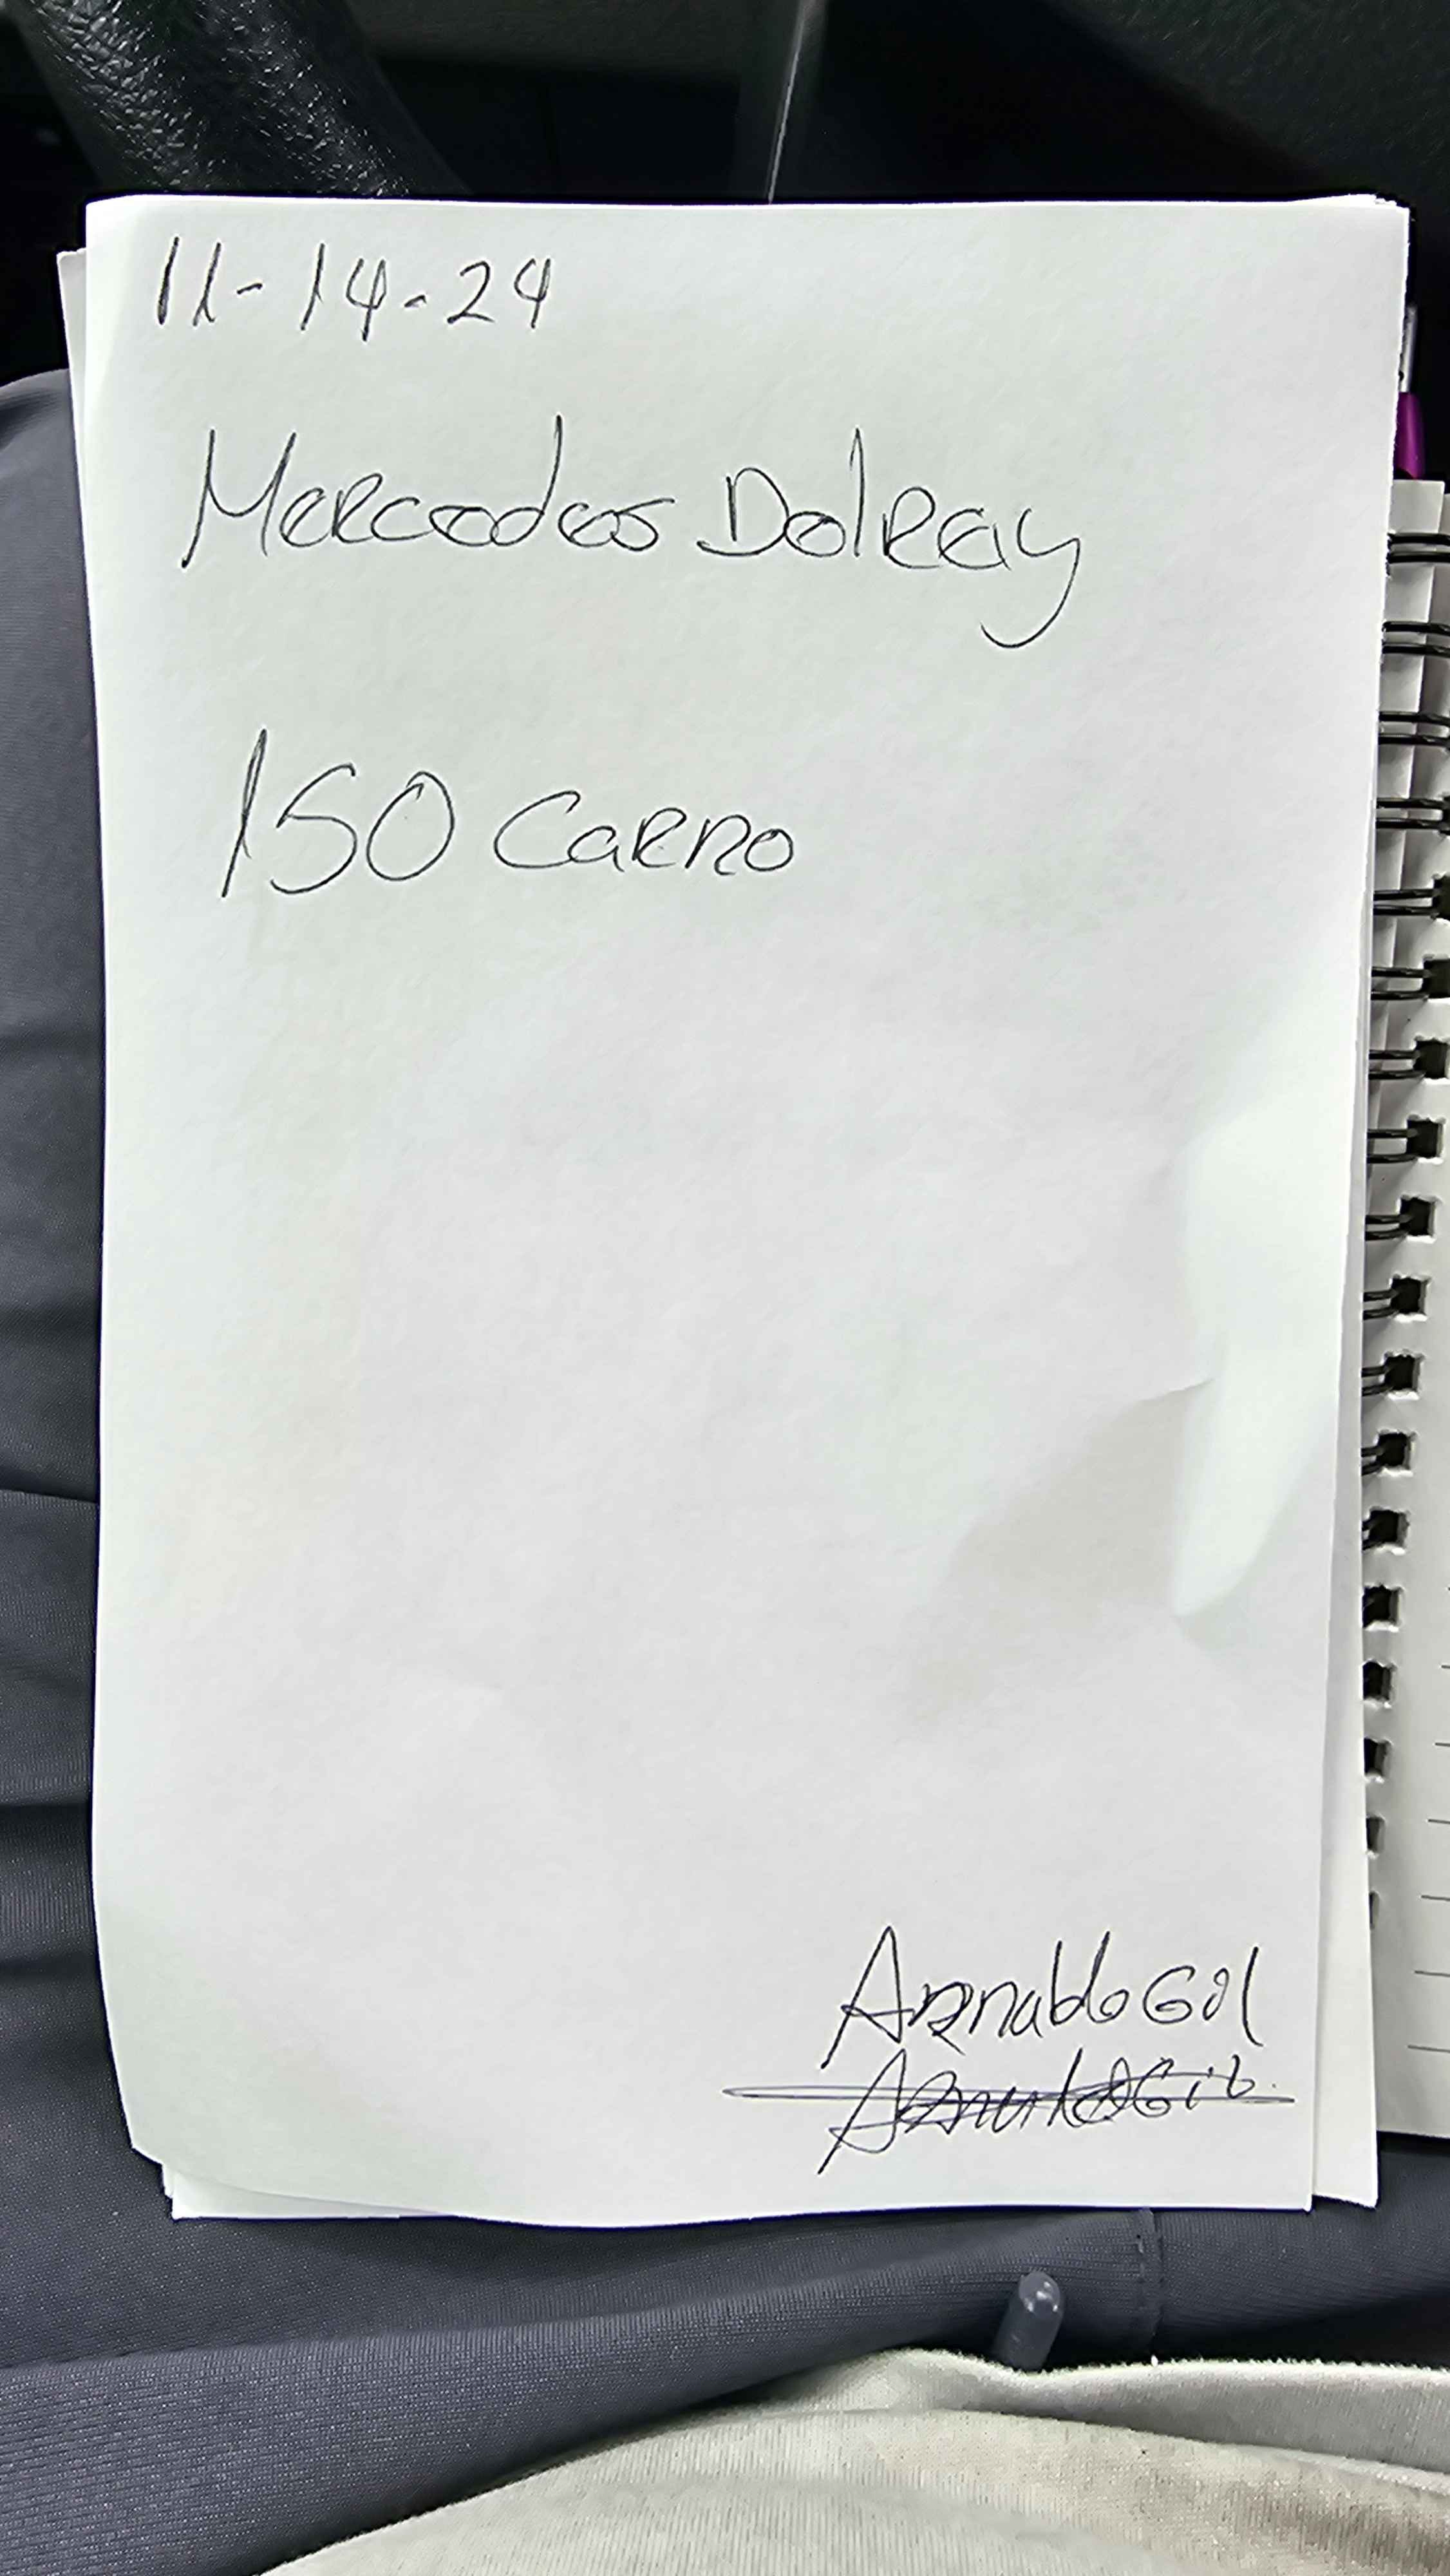 11-14-24
Mercedes Dolray
150 Carro
Arnaldo Gil